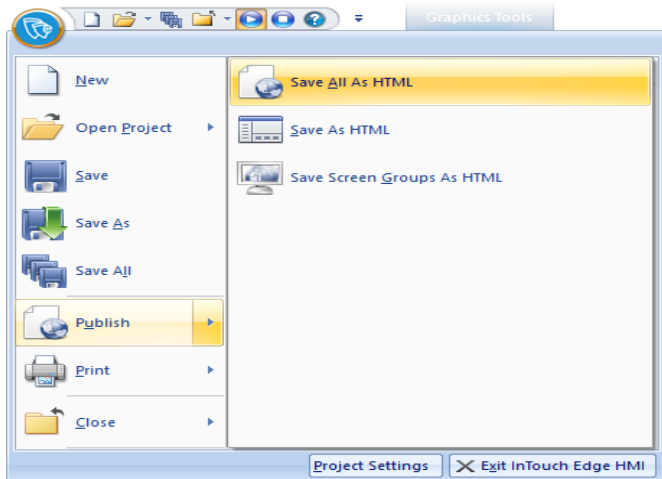 Graphics Tools
New
Open Project
Save
Save As
Save All
Publish
Print
Close
Save All As HTML
Save As HTML
Save Screen Groups As HTML
Project Settings
Exit InTouch Edge HMI